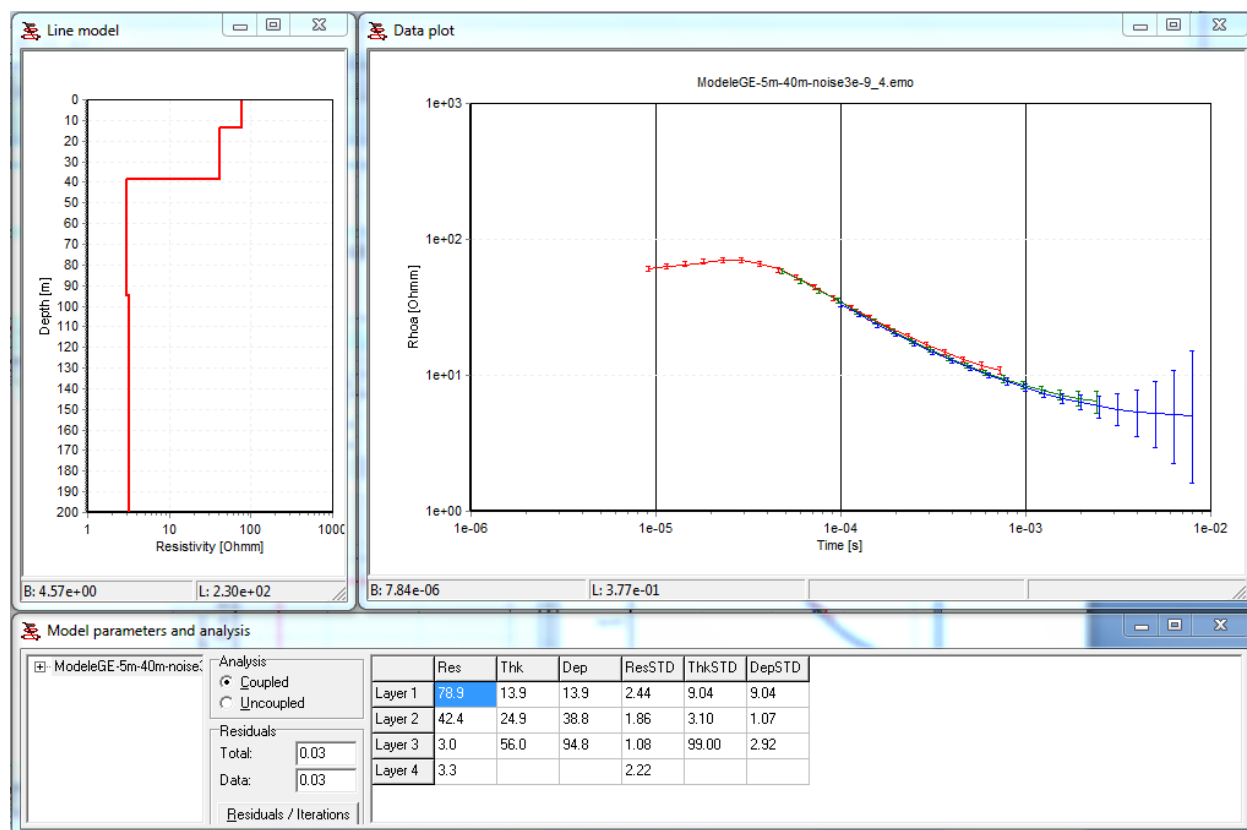 Line model
0
10
20
30
40
50
60
70
80
90
100
110
120
130
140
150
160
170
180
190
200
Depth [m]
1 10 100 1000
Resistivity [Ohmm]
B: 4.57e+00 L: 2.30e+02
Data plot
ModeleGE-5m-40m-noise3e-9_4.emo
1e+03
1e+02
1e+01
1e+00
Rhoa [Ohmm]
1e-06 1e-05 1e-04 1e-03 1e-02
Time [s]
B: 7.84e-06 L: 3.77e-01
Model parameters and analysis
ModeleGE-5m-40m-noise3
Analysis
Coupled
Uncoupled
Residuals
Total: 0.03
Data: 0.03
Residuals / Iterations
Res Thk Dep ResSTD ThkSTD DepSTD
Layer 1 78.9 13.9 13.9 2.44 9.04 9.04
Layer 2 42.4 24.9 38.8 1.86 3.10 1.07
Layer 3 3.0 56.0 94.8 1.08 99.00 2.92
Layer 4 3.3 2.22